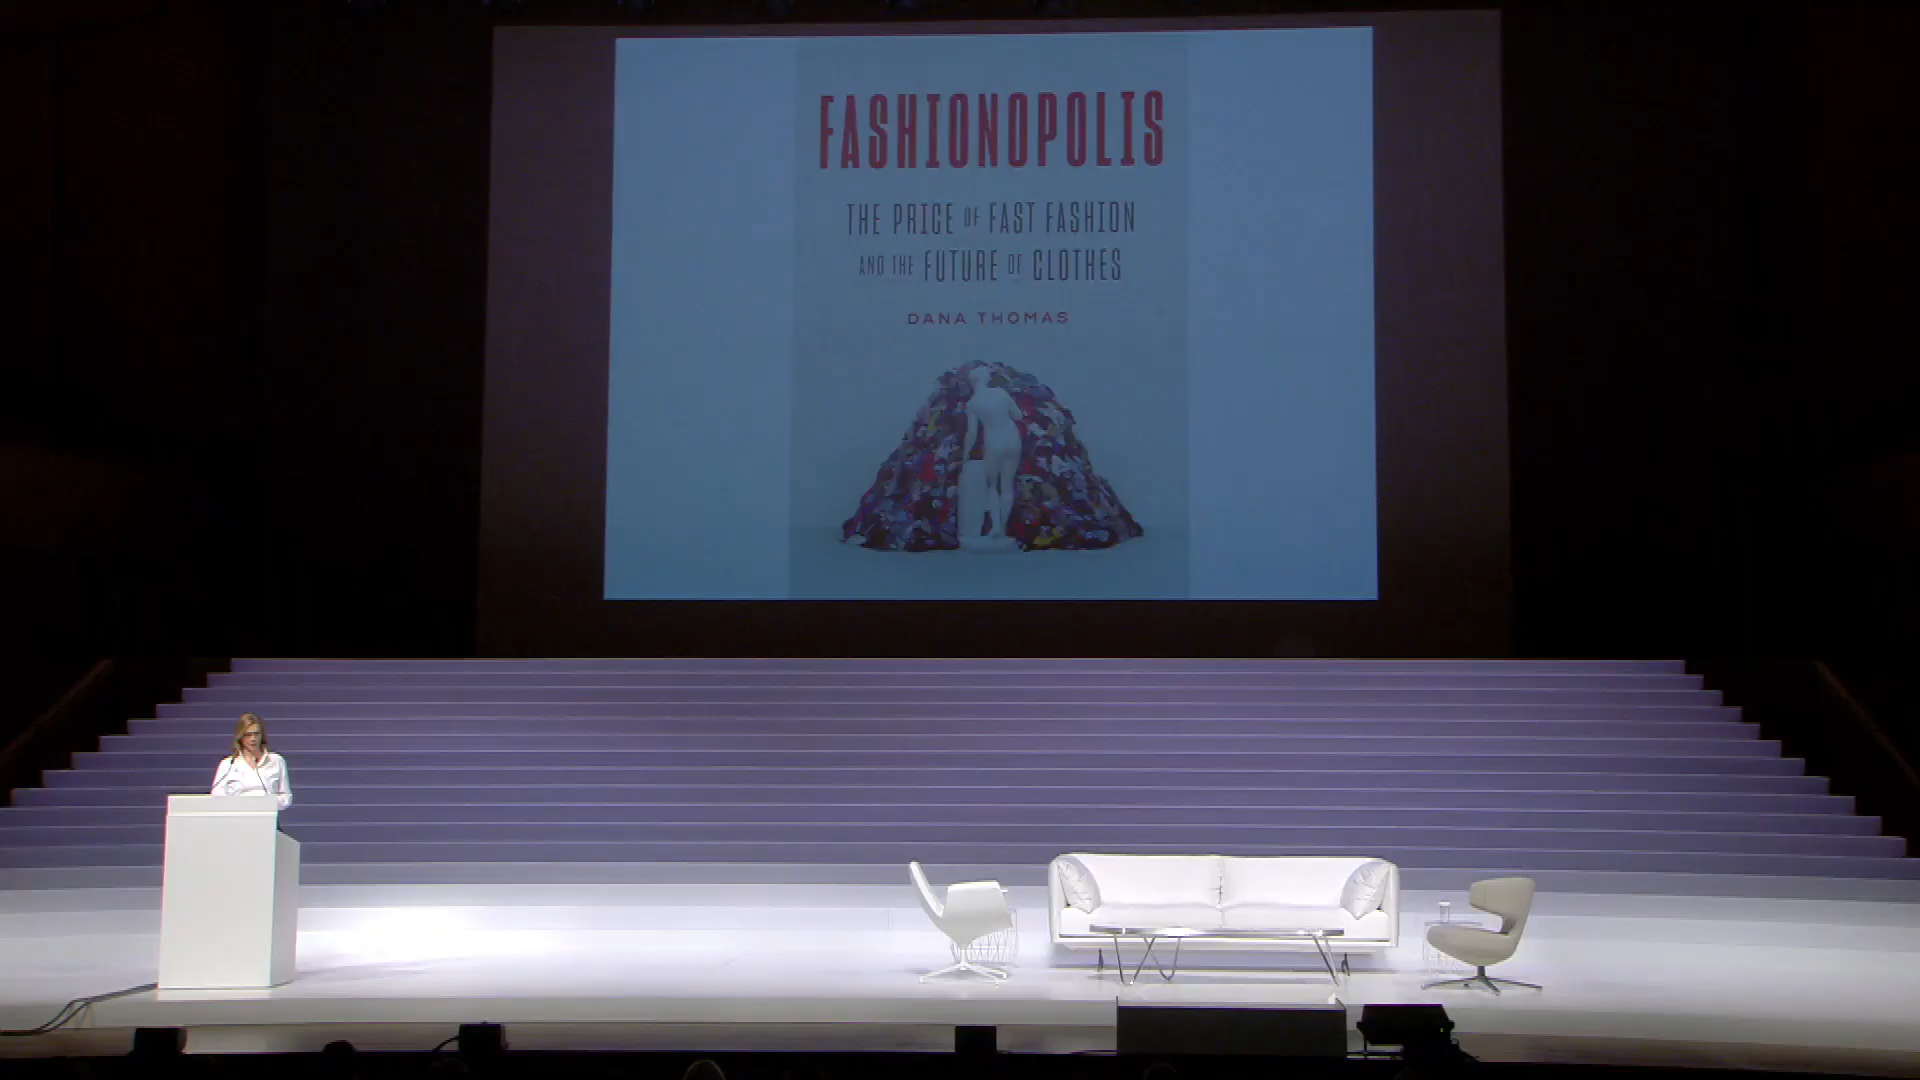 FASHIONOPOLIS
THE PRICE OF FAST FASHION
AND THE FUTURE OF CLOTHES
DANA THOMAS